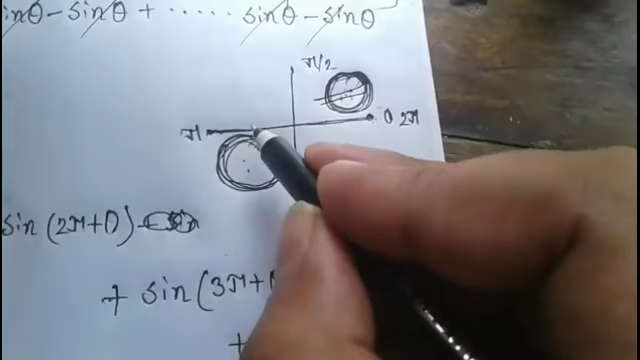 sinθ - sinθ + ...... sinθ - sinθ
π/2
π 0 2π
sin (2π+θ)
+ sin (3π+
+